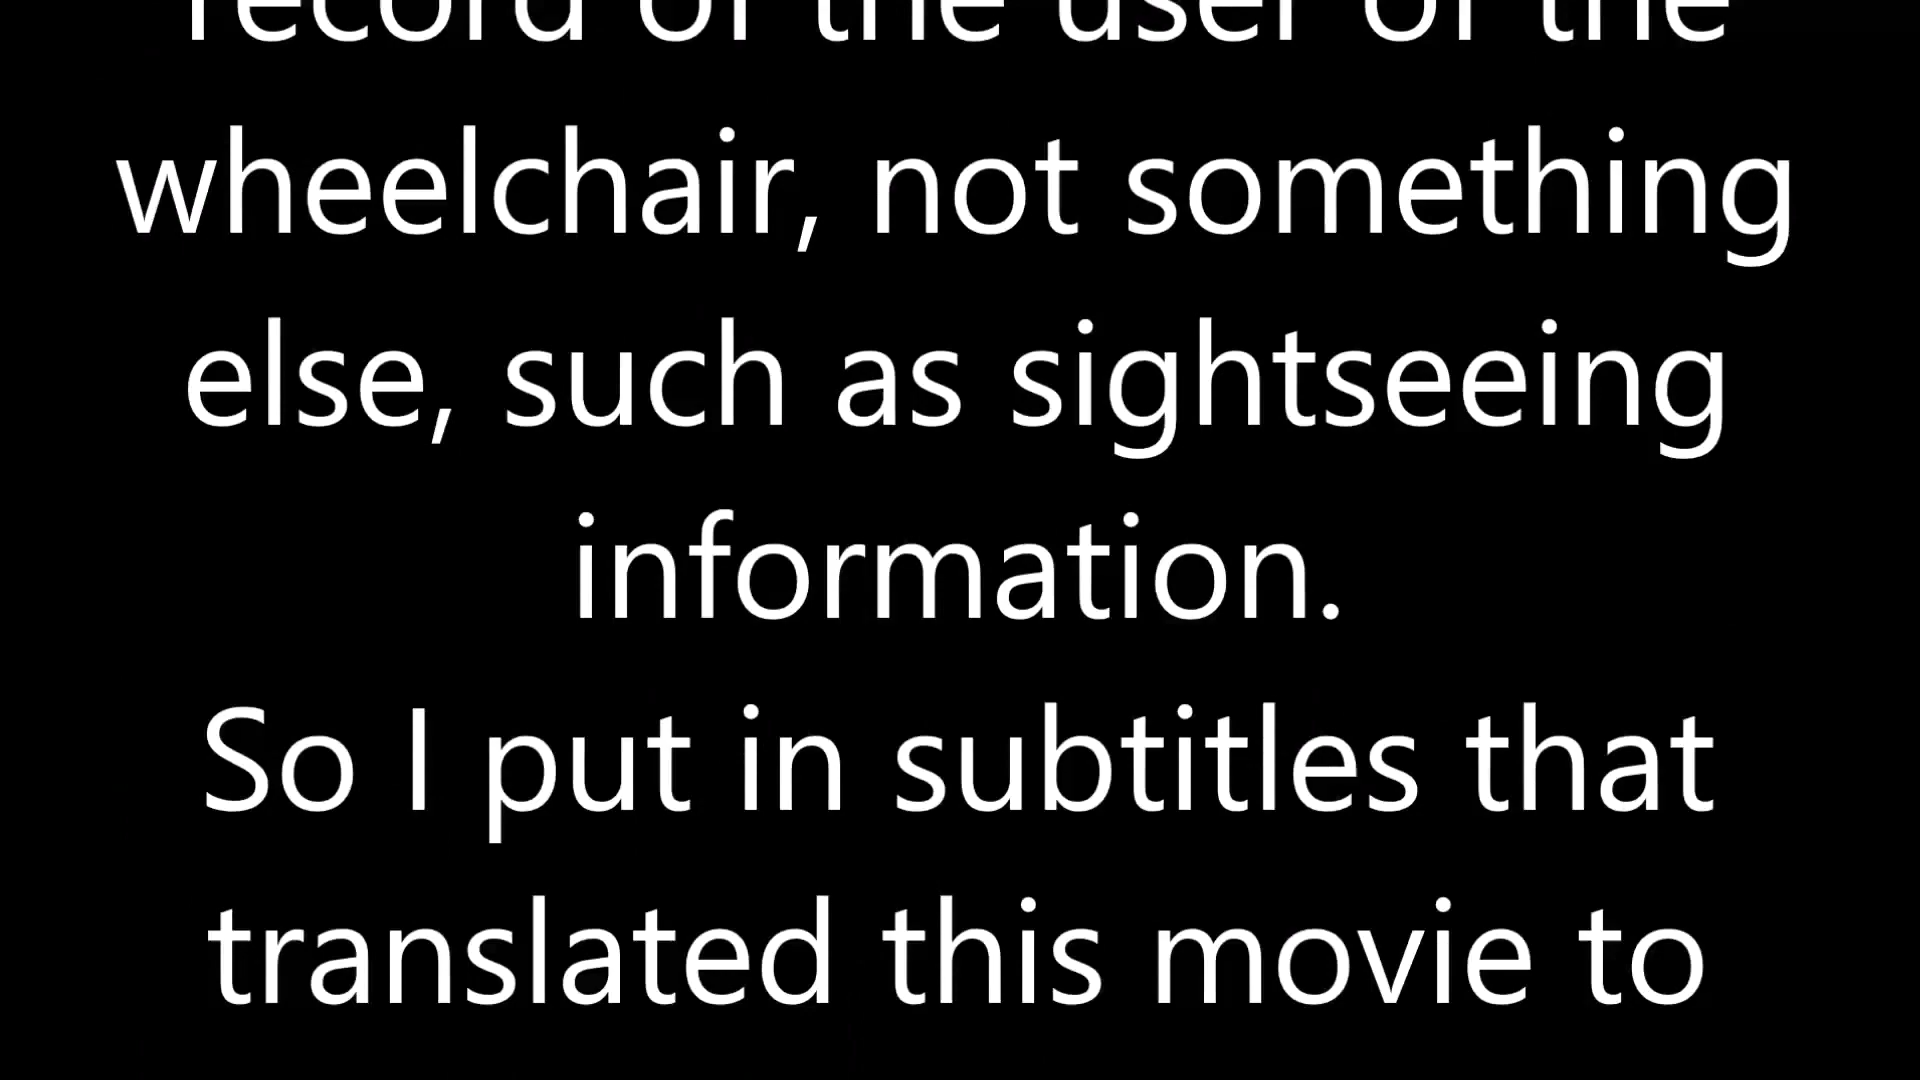 record of the user of the
wheelchair, not something
else, such as sightseeing
information.
So I put in subtitles that
translated this movie to